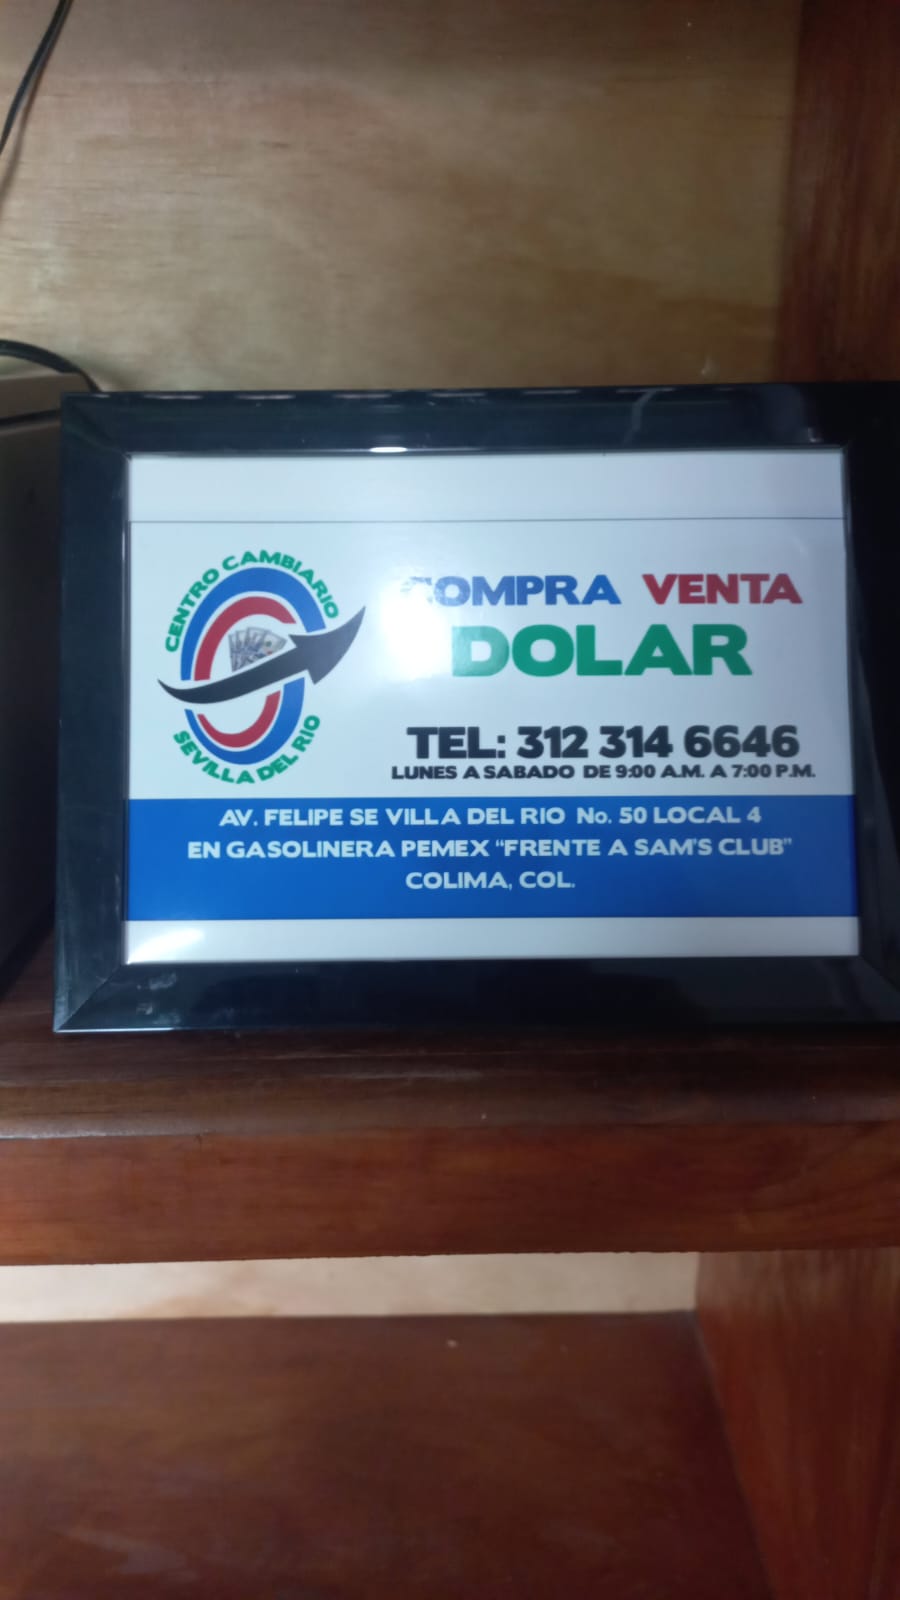 CENTRO CAMBIARIO
SEVILLA DEL RIO
COMPRA VENTA
DOLAR
TEL: 312 314 6646
LUNES A SABADO DE 9:00 A.M. A 7:00 P.M.
AV. FELIPE SE VILLA DEL RIO No. 50 LOCAL 4
EN GASOLINERA PEMEX "FRENTE A SAM'S CLUB"
COLIMA, COL.